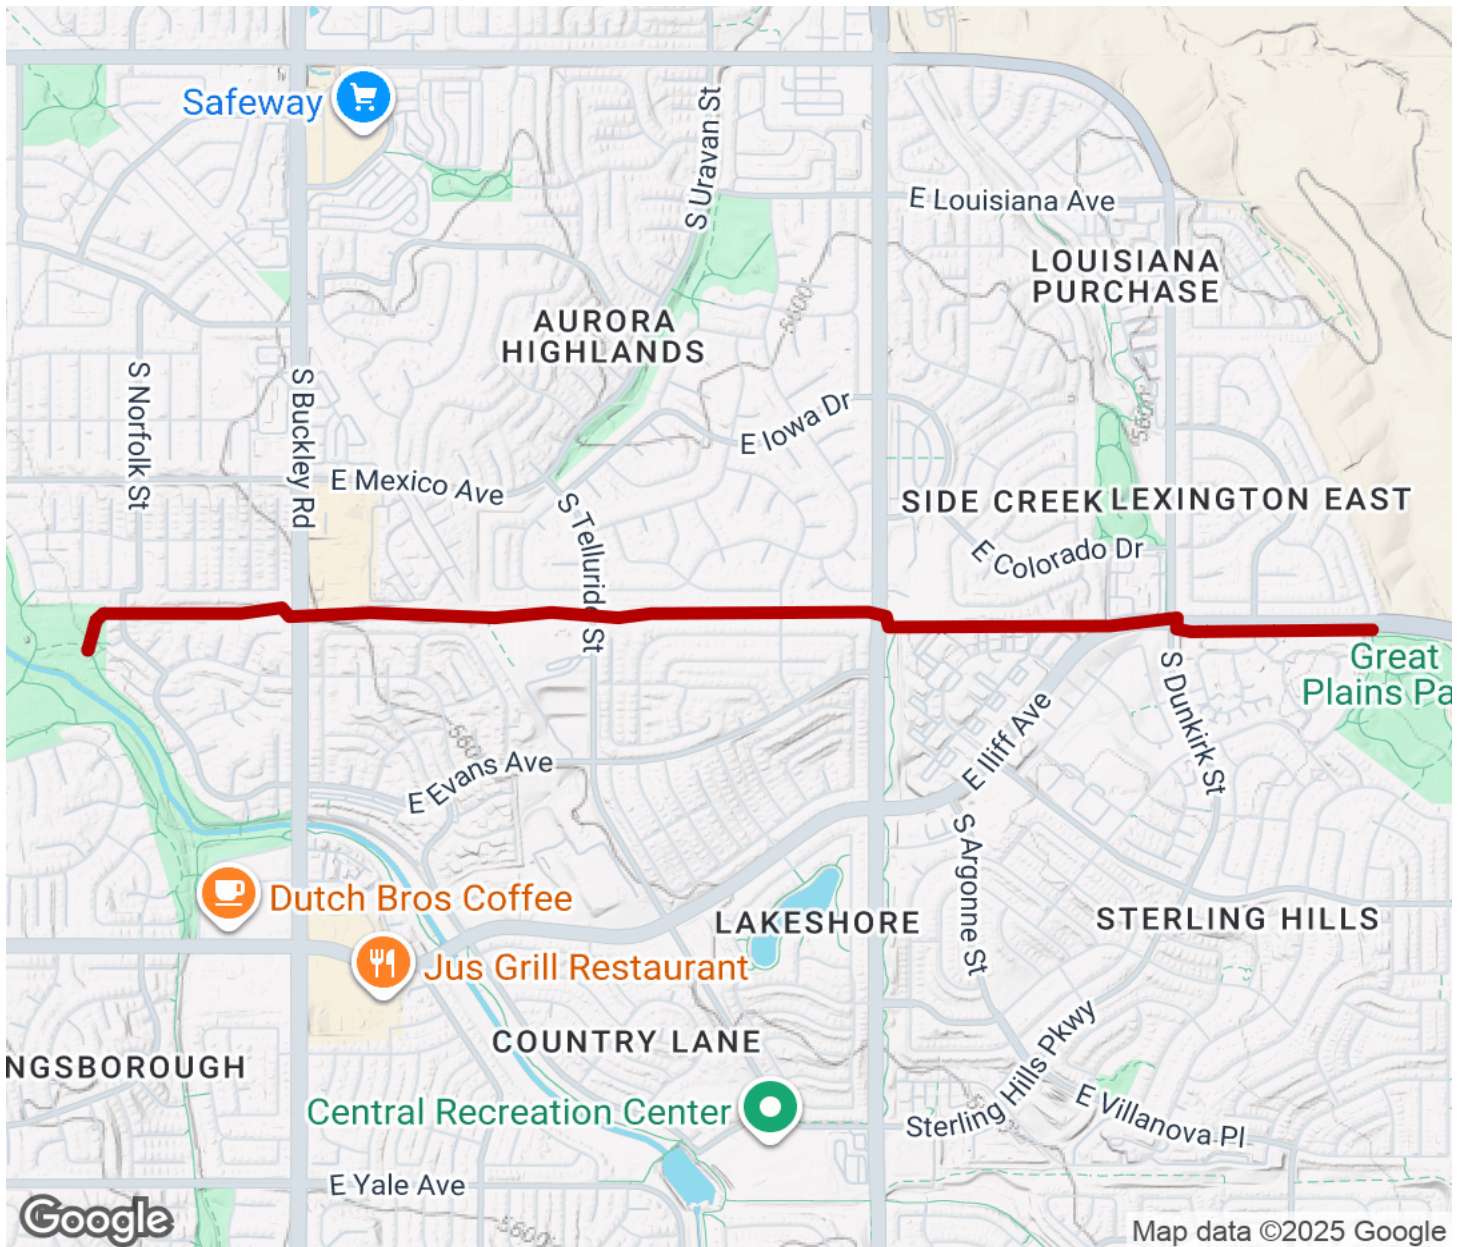 Safeway
S Uravan St
E Louisiana Ave
LOUISIANA
PURCHASE
AURORA
HIGHLANDS
5600'
S Norfolk St
S Buckley Rd
E Iowa Dr
5600'
E Mexico Ave
SIDE CREEK
LEXINGTON EAST
S Telluride St
E Colorado Dr
Great
Plains Pa
S Dunkirk St
E Iliff Ave
E Evans Ave
S Argonne St
Dutch Bros Coffee
LAKESHORE
STERLING HILLS
Jus Grill Restaurant
COUNTRY LANE
NGSBOROUGH
Central Recreation Center
Sterling Hills Pkwy
E Villanova Pl
E Yale Ave
5600'
Google
Map data ©2025 Google